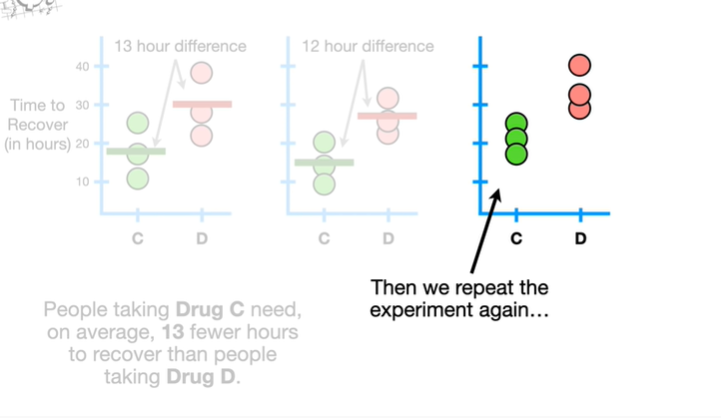 13 hour difference
12 hour difference
Time to
Recover
(in hours)
40
30
20
10
C
D
C
D
C
D
Then we repeat the
experiment again...
People taking Drug C need,
on average, 13 fewer hours
to recover than people
taking Drug D.